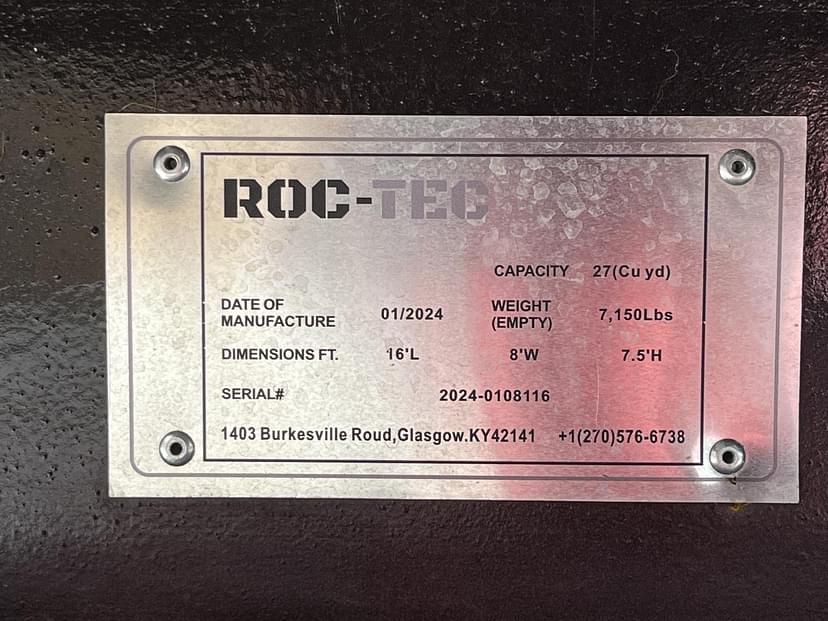 ROC-TEC
CAPACITY 27(Cu yd)
DATE OF MANUFACTURE 01/2024 WEIGHT (EMPTY) 7,150Lbs
DIMENSIONS FT. 16'L 8'W 7.5'H
SERIAL# 2024-0108116
1403 Burkesville Roud,Glasgow.KY42141 +1(270)576-6738